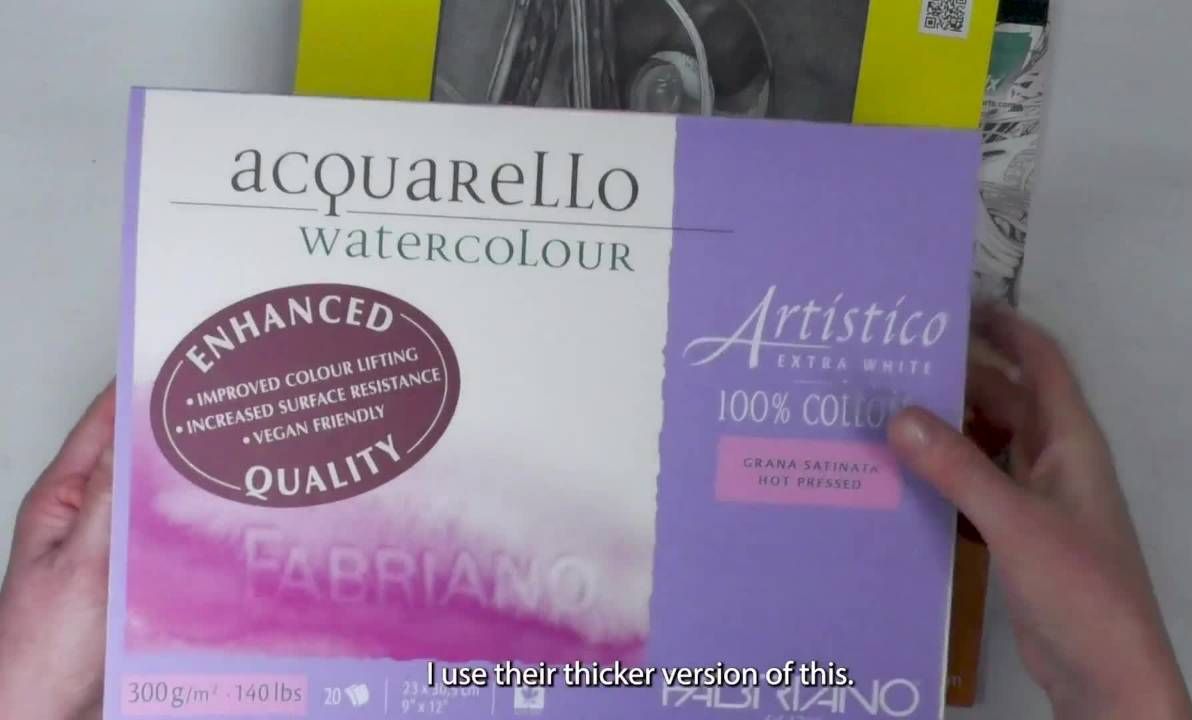 acquarello
watercolour
ENHANCED
• IMPROVED COLOUR LIFTING
• INCREASED SURFACE RESISTANCE
• VEGAN FRIENDLY
QUALITY
Artistico
EXTRA WHITE
100% COTTON
GRANA SATINATA
HOT PRESSED
FABRIANO
I use their thicker version of this.
300 g/m² · 140 lbs
20
9" x 12"
FABRIANO